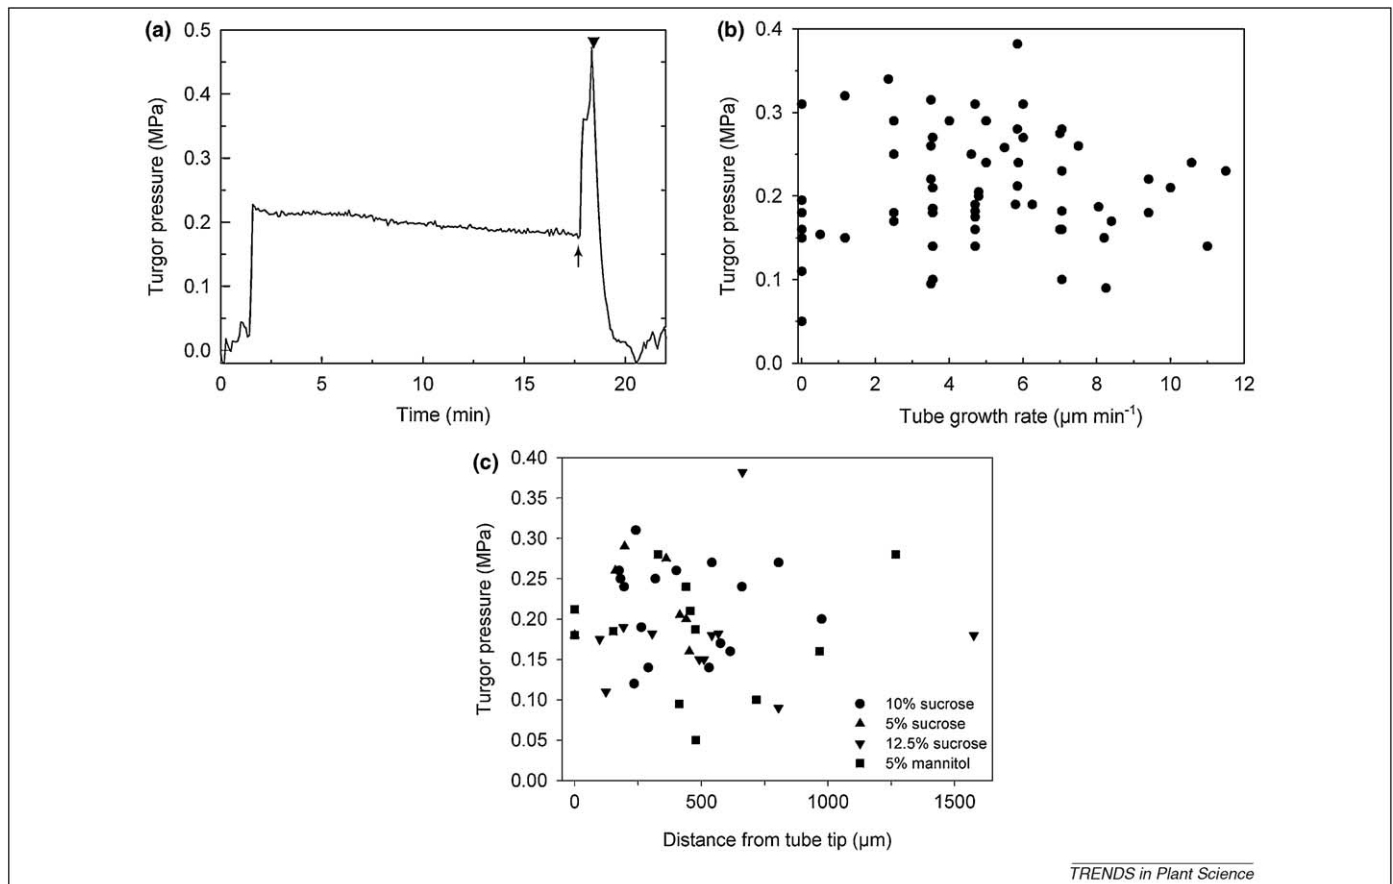 (a)
Turgor pressure (MPa)
0.5
0.4
0.3
0.2
0.1
0.0
0 5 10 15 20
Time (min)
(b)
Turgor pressure (MPa)
0.4
0.3
0.2
0.1
0.0
0 2 4 6 8 10 12
Tube growth rate (µm min⁻¹)
(c)
Turgor pressure (MPa)
0.40
0.35
0.30
0.25
0.20
0.15
0.10
0.05
0.00
10% sucrose
5% sucrose
12.5% sucrose
5% mannitol
0 500 1000 1500
Distance from tube tip (µm)
TRENDS in Plant Science